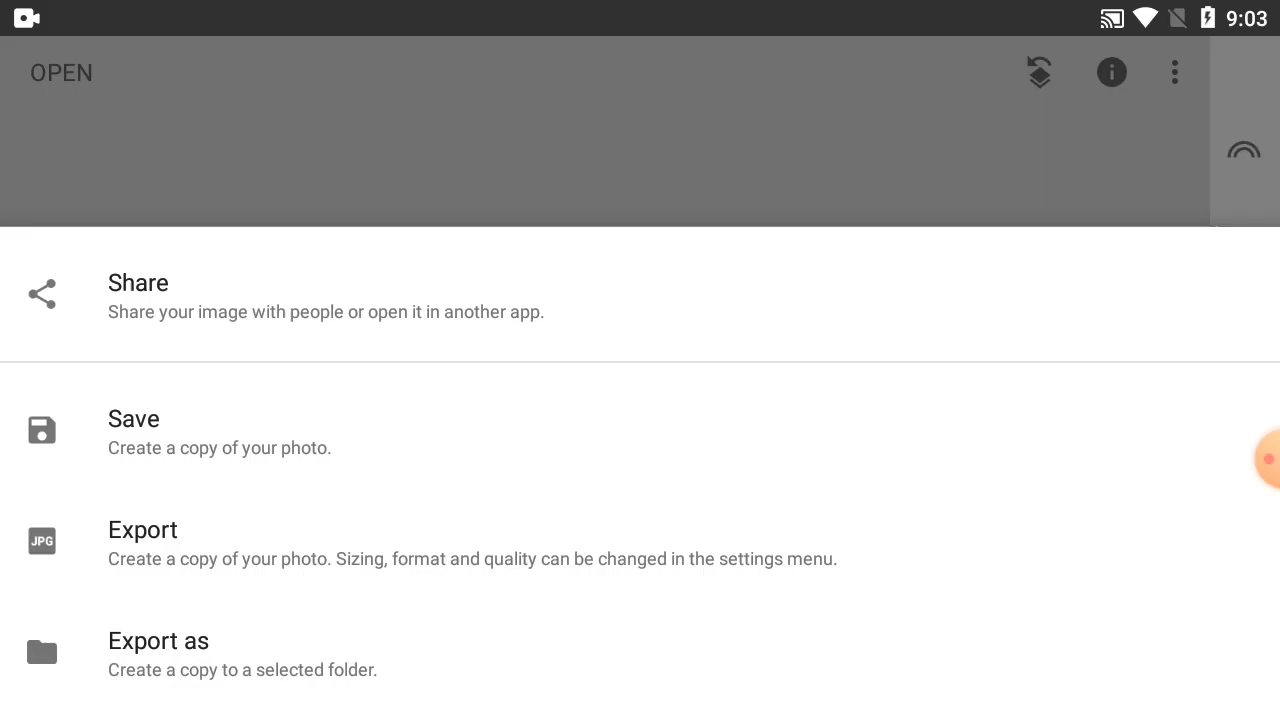 9:03
OPEN
Share
Share your image with people or open it in another app.
Save
Create a copy of your photo.
JPG
Export
Create a copy of your photo. Sizing, format and quality can be changed in the settings menu.
Export as
Create a copy to a selected folder.